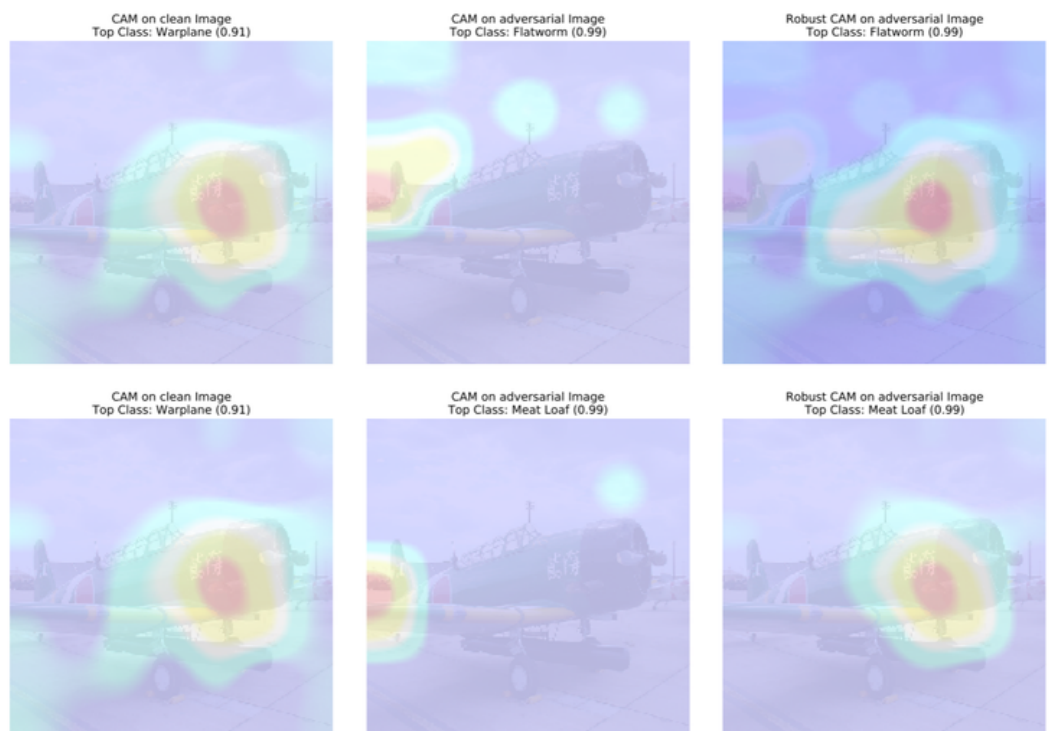 CAM on clean Image
Top Class: Warplane (0.91)
CAM on adversarial Image
Top Class: Flatworm (0.99)
Robust CAM on adversarial Image
Top Class: Flatworm (0.99)
CAM on clean Image
Top Class: Warplane (0.91)
CAM on adversarial Image
Top Class: Meat Loaf (0.99)
Robust CAM on adversarial Image
Top Class: Meat Loaf (0.99)